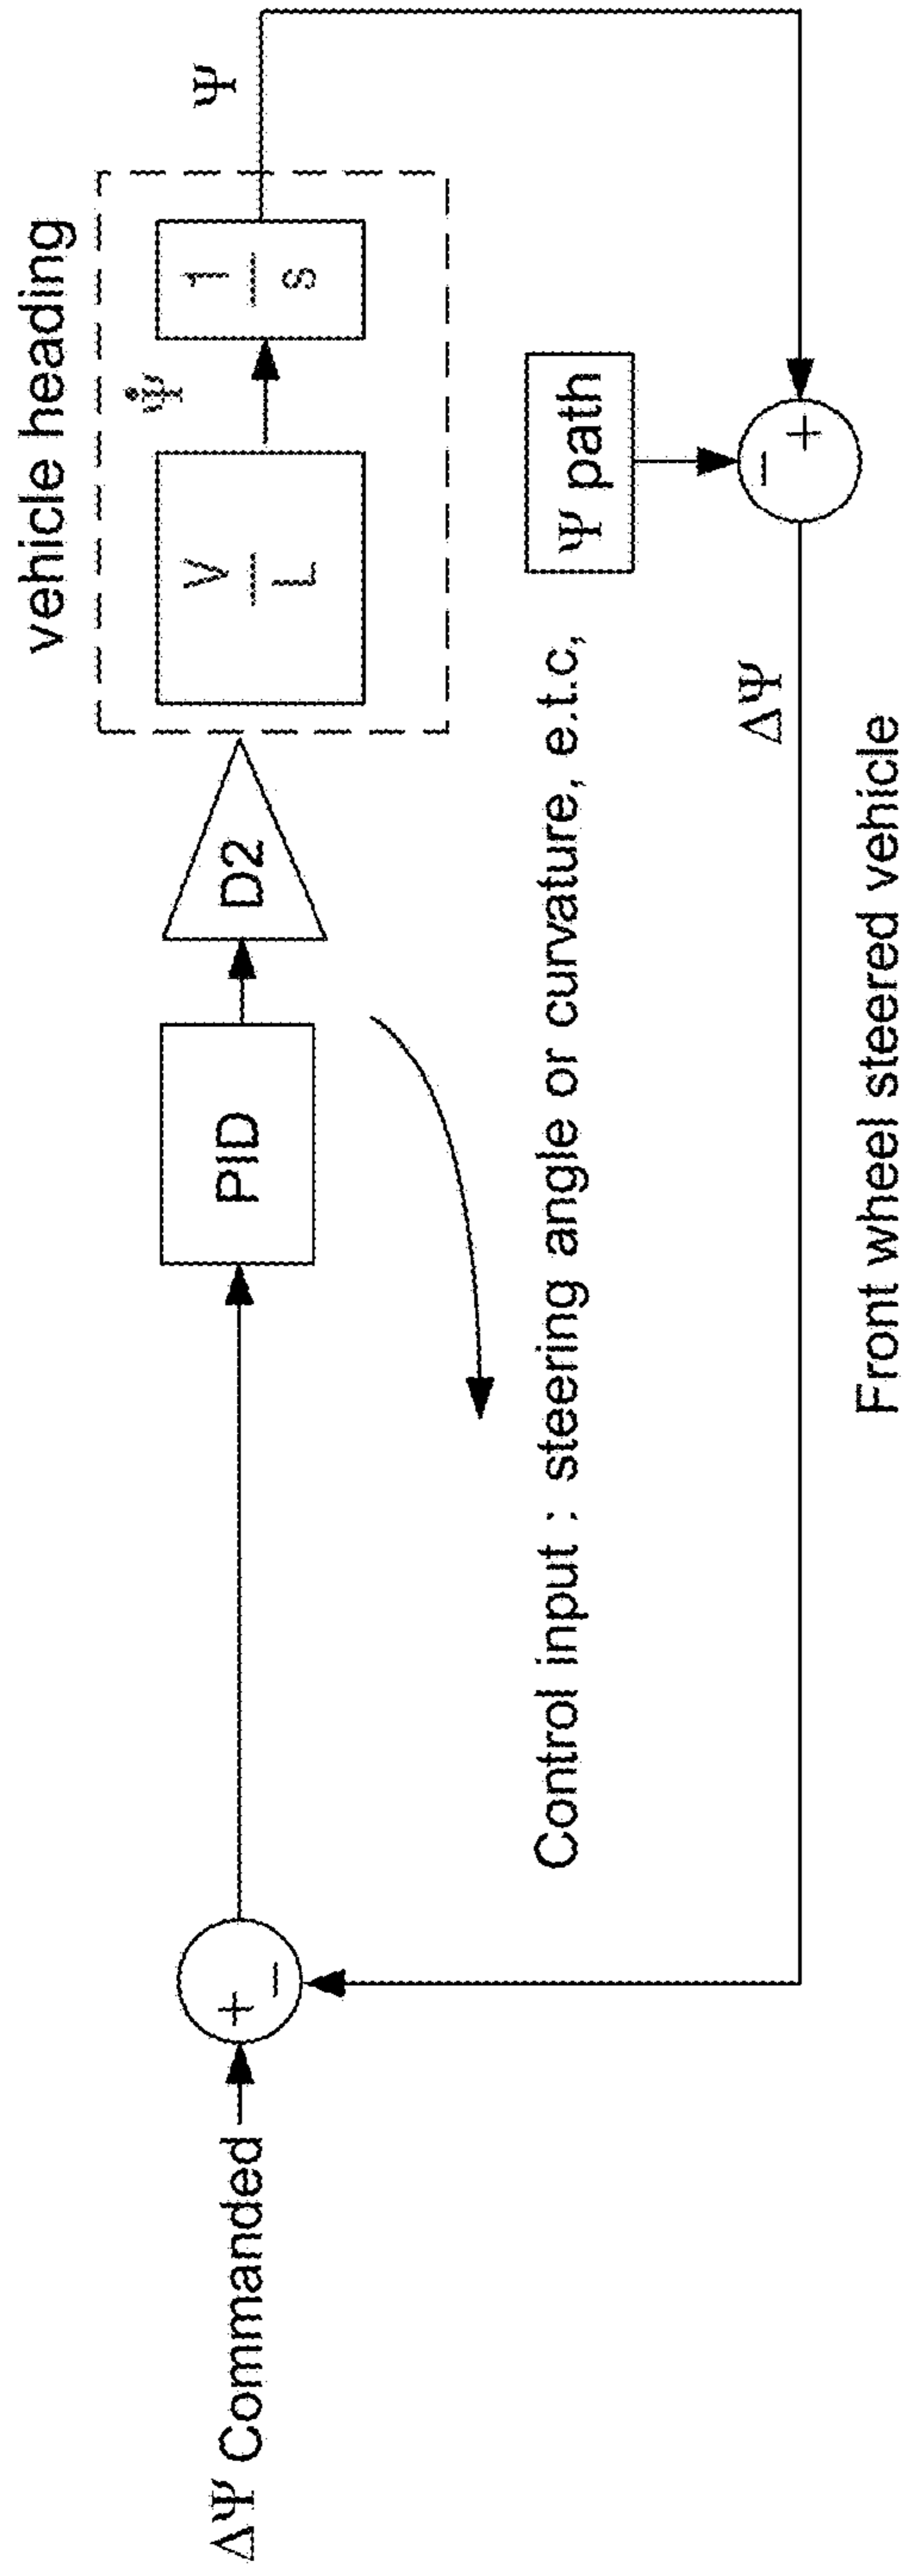 vehicle heading
ΔΨ Commanded
+
−
PID
D2
V
L
Ψ̇
1
s
Ψ
Control input : steering angle or curvature, e.t.c,
Ψ path
−
+
ΔΨ
Front wheel steered vehicle